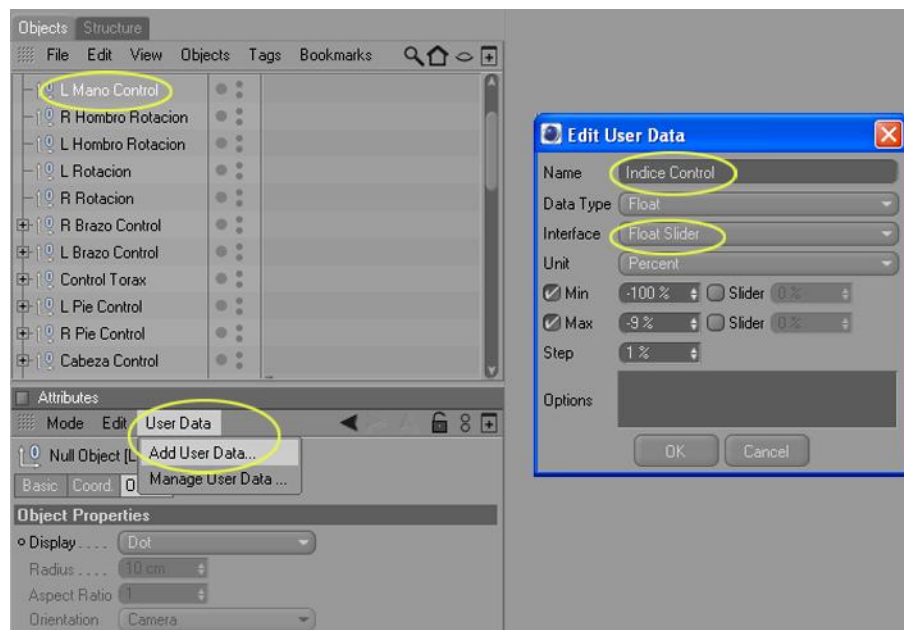 Objects Structure
File Edit View Objects Tags Bookmarks
L Mano Control
R Hombro Rotacion
L Hombro Rotacion
L Rotacion
R Rotacion
R Brazo Control
L Brazo Control
Control Torax
L Pie Control
R Pie Control
Cabeza Control
Attributes
Mode Edit User Data
Null Object [L
Add User Data...
Manage User Data ...
Basic Coord. O
Object Properties
Display . . . . Dot
Radius . . . . 10 cm
Aspect Ratio 1
Orientation Camera
Edit User Data
Name Indice Control
Data Type Float
Interface Float Slider
Unit Percent
Min -100 % Slider 0 %
Max -9 % Slider 0 %
Step 1 %
Options
OK Cancel